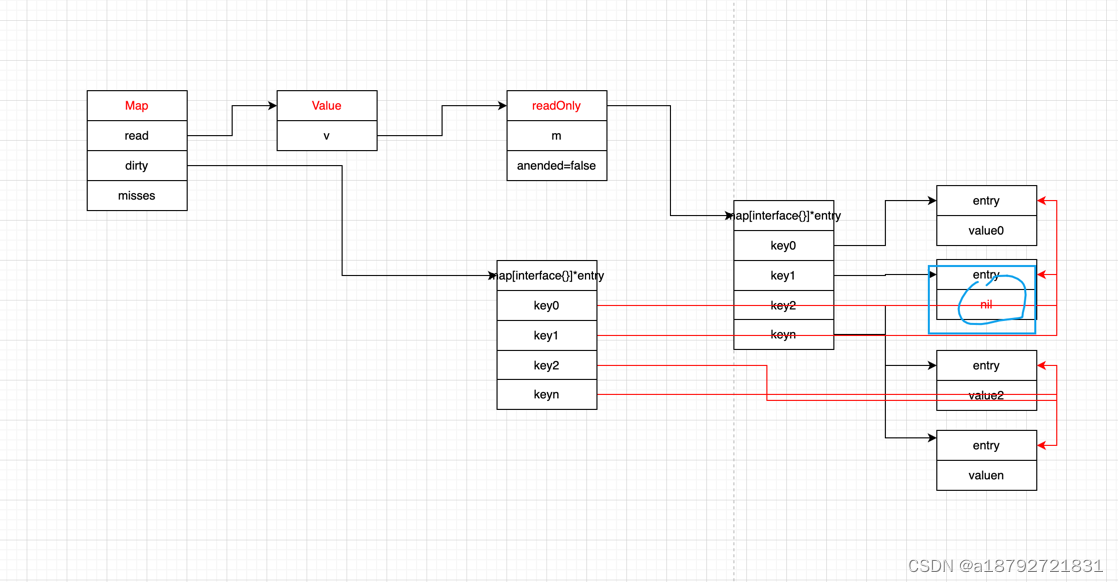 Map
read
dirty
misses
Value
v
readOnly
m
anended=false
map[interface{}]*entry
key0
key1
key2
keyn
map[interface{}]*entry
key0
key1
key2
keyn
entry
value0
entry
nil
entry
value2
entry
valuen
CSDN @a18792721831